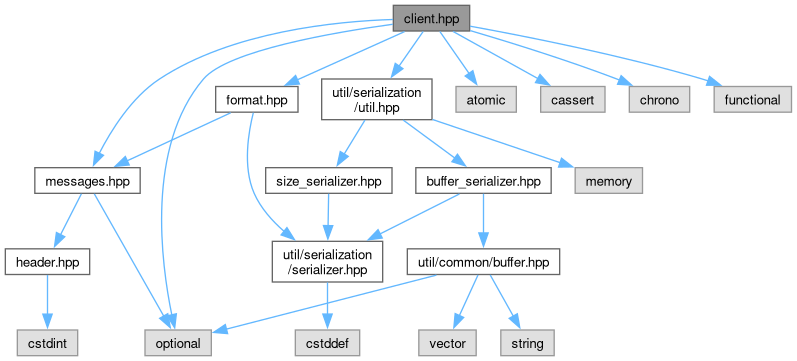 client.hpp
format.hpp
util/serialization
/util.hpp
atomic
cassert
chrono
functional
messages.hpp
size_serializer.hpp
buffer_serializer.hpp
memory
header.hpp
util/serialization
/serializer.hpp
util/common/buffer.hpp
cstdint
optional
cstddef
vector
string